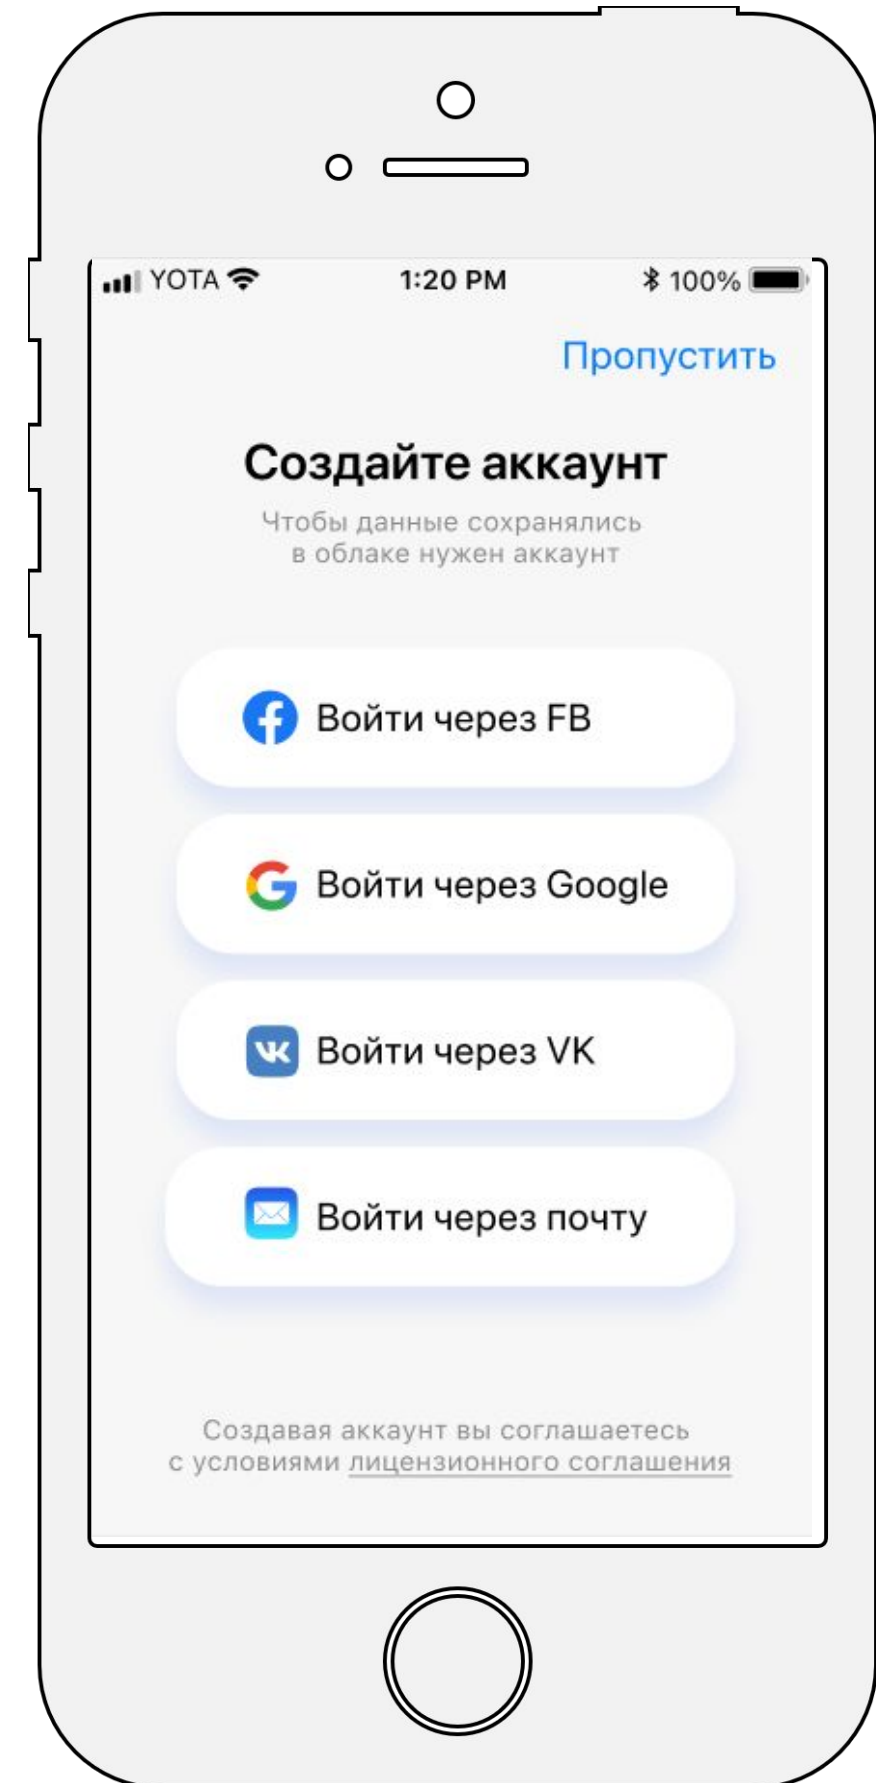 YOTA 1:20 PM 100%
Пропустить
Создайте аккаунт
Чтобы данные сохранялись
в облаке нужен аккаунт
Войти через FB
Войти через Google
Войти через VK
Войти через почту
Создавая аккаунт вы соглашаетесь
с условиями лицензионного соглашения